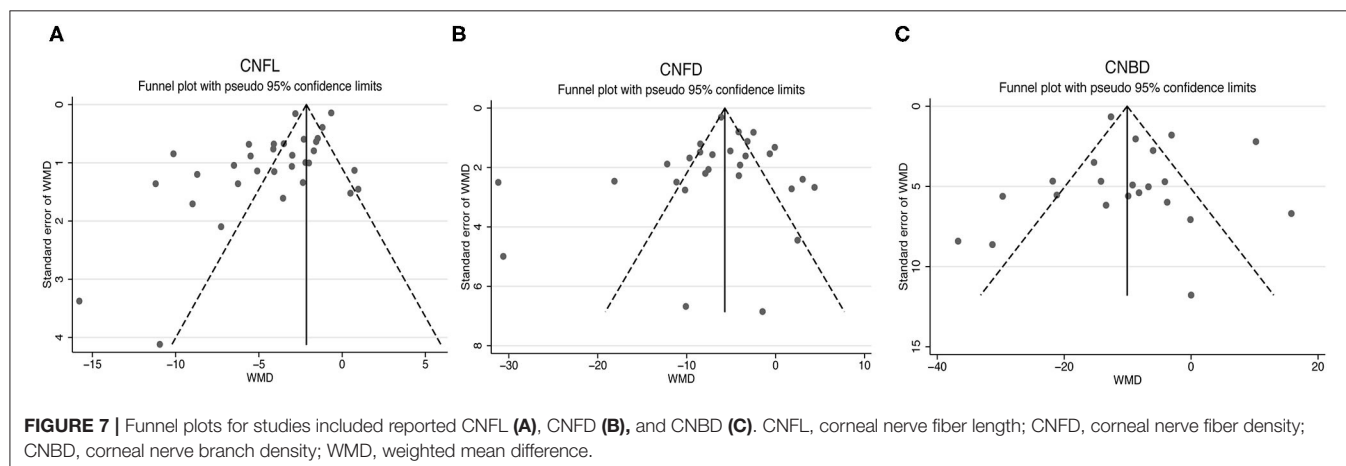 A
CNFL
Funnel plot with pseudo 95% confidence limits
Standard error of WMD
0
1
2
3
4
−15
−10
−5
0
5
WMD
B
CNFD
Funnel plot with pseudo 95% confidence limits
Standard error of WMD
0
2
4
6
8
−30
−20
−10
0
10
WMD
C
CNBD
Funnel plot with pseudo 95% confidence limits
Standard error of WMD
0
5
10
15
−40
−20
0
20
WMD
FIGURE 7 | Funnel plots for studies included reported CNFL (A), CNFD (B), and CNBD (C). CNFL, corneal nerve fiber length; CNFD, corneal nerve fiber density;
CNBD, corneal nerve branch density; WMD, weighted mean difference.